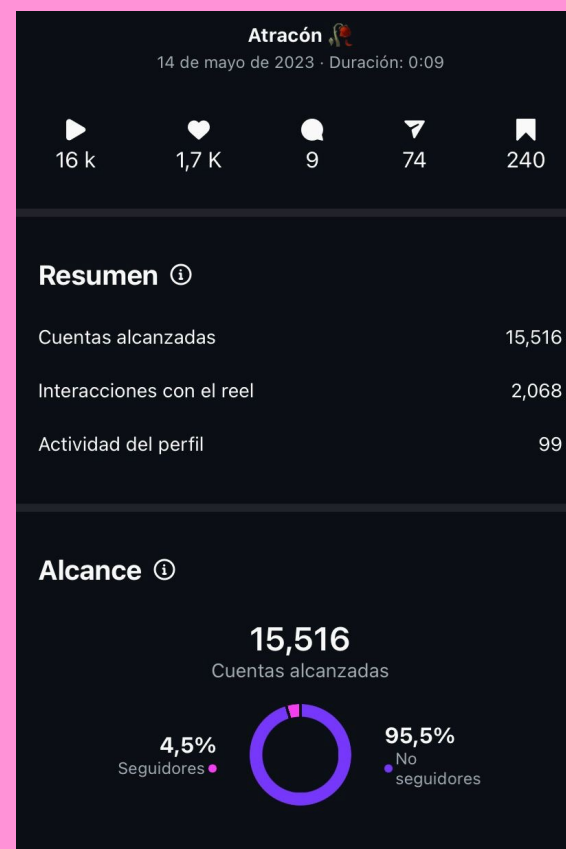 Atracón 🥀
14 de mayo de 2023 · Duración: 0:09
16 k 1,7 K 9 74 240
Resumen
Cuentas alcanzadas 15,516
Interacciones con el reel 2,068
Actividad del perfil 99
Alcance
15,516
Cuentas alcanzadas
4,5%
Seguidores
95,5%
No
seguidores